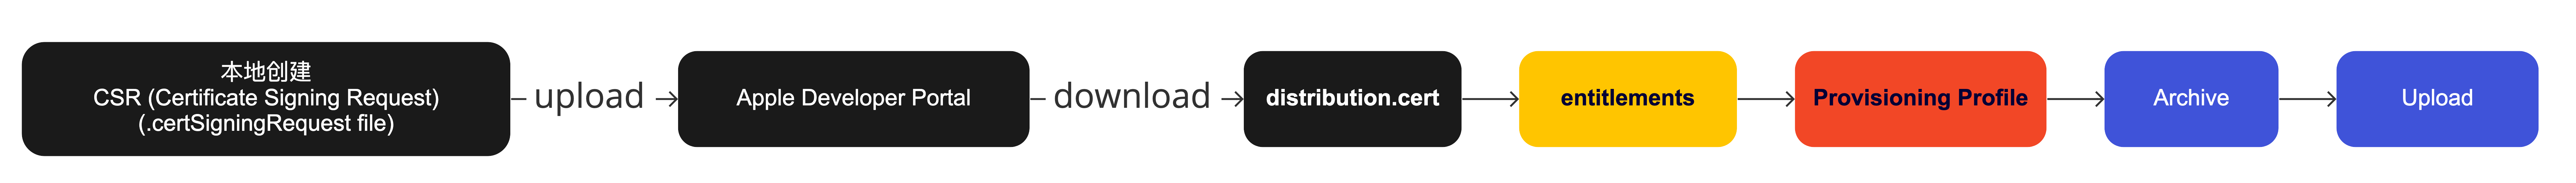 本地创建
CSR (Certificate Signing Request)
(.certSigningRequest file)
upload
Apple Developer Portal
download
distribution.cert
entitlements
Provisioning Profile
Archive
Upload